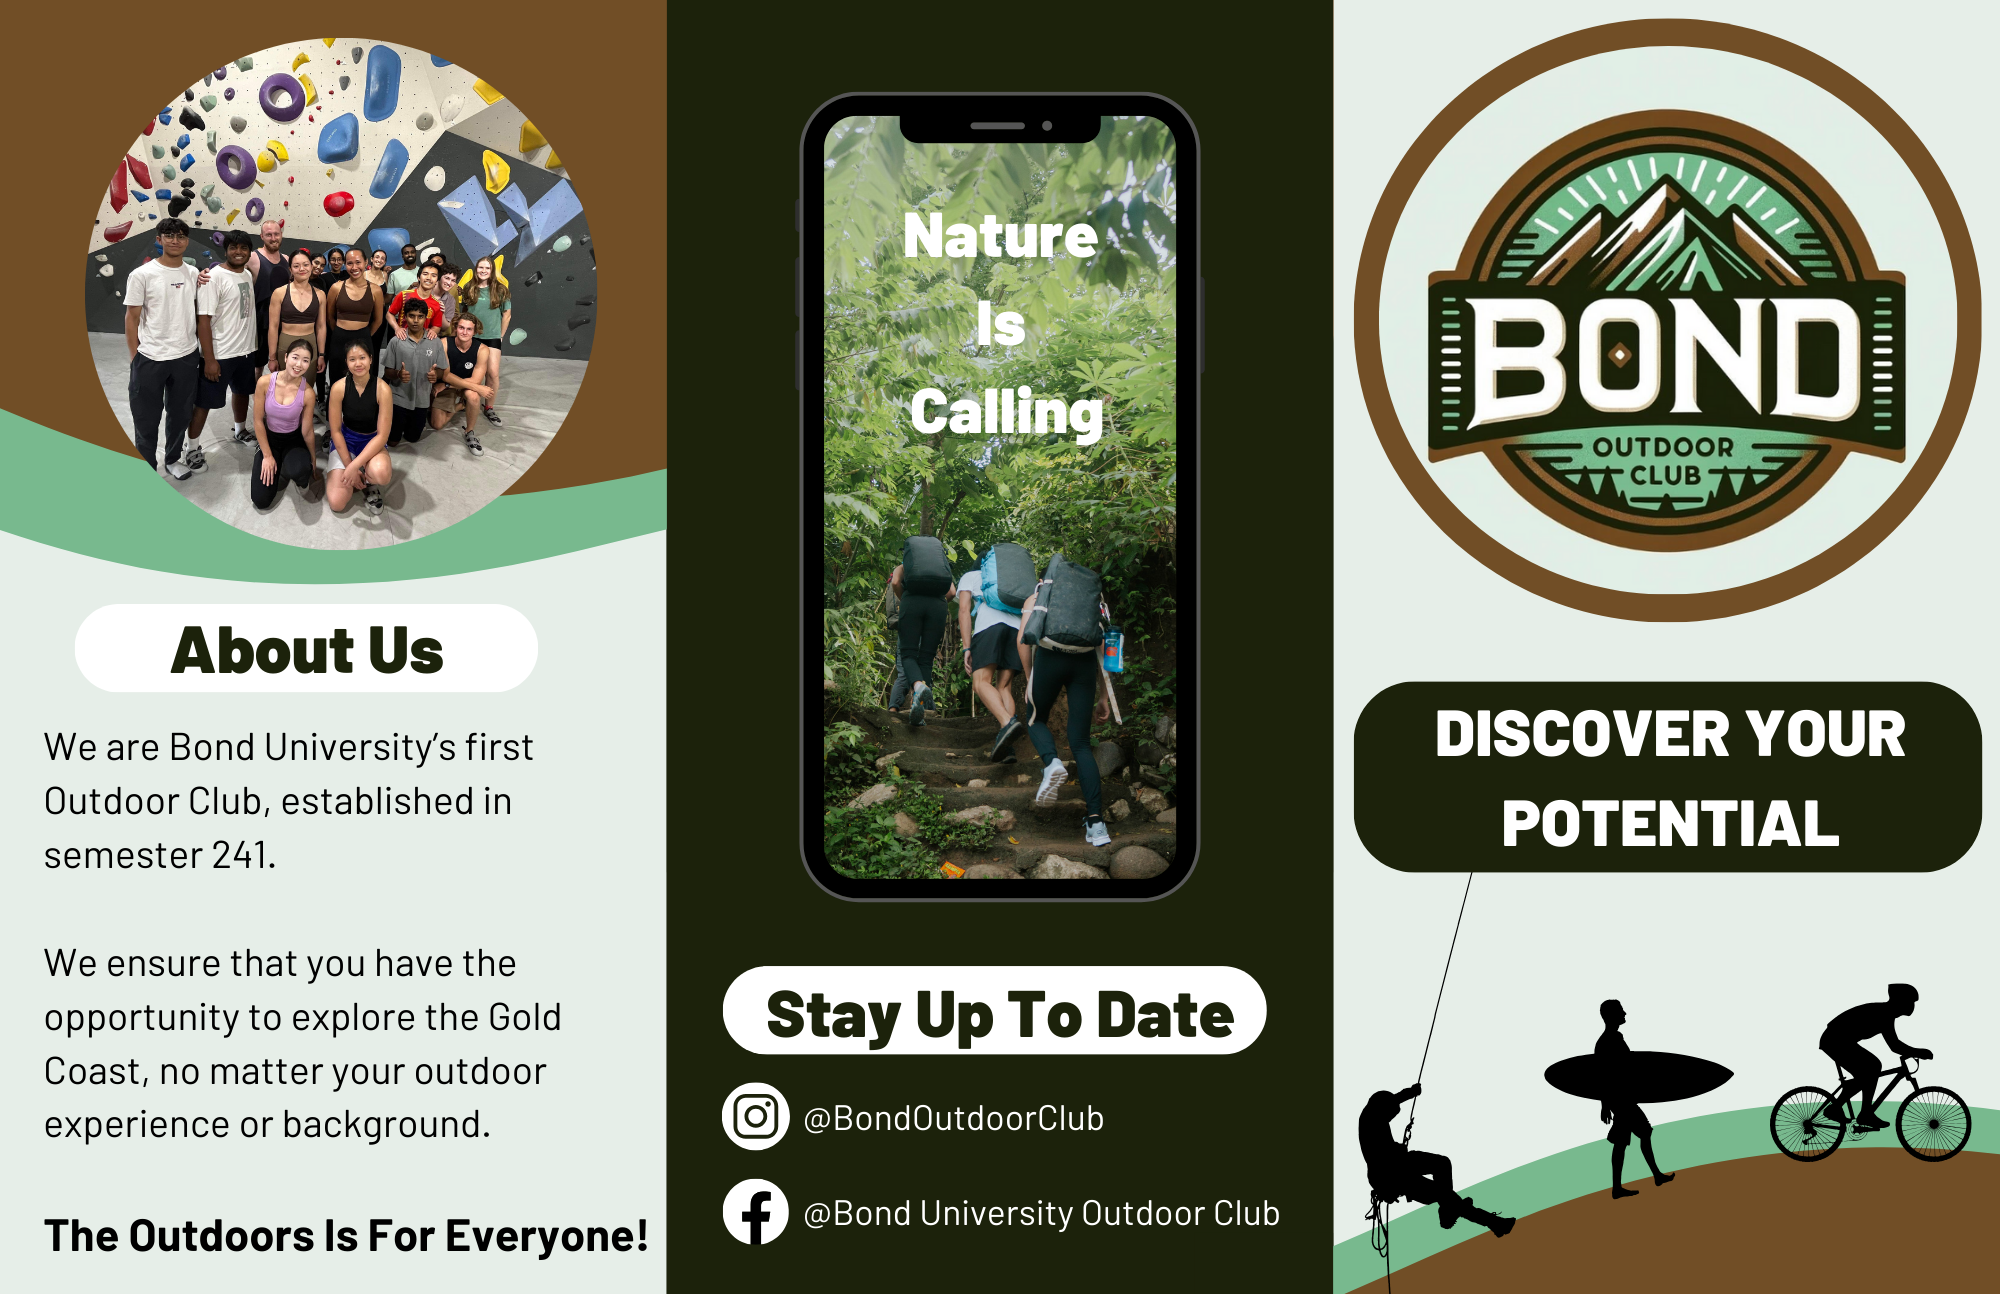 About Us
We are Bond University’s first
Outdoor Club, established in
semester 241.
We ensure that you have the
opportunity to explore the Gold
Coast, no matter your outdoor
experience or background.
The Outdoors Is For Everyone!
Nature
Is
Calling
Stay Up To Date
@BondOutdoorClub
@Bond University Outdoor Club
BOND
OUTDOOR
CLUB
DISCOVER YOUR
POTENTIAL